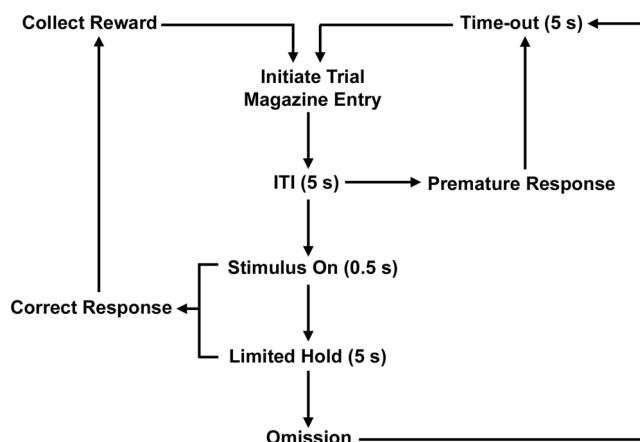 Collect Reward
Time-out (5 s)
Initiate Trial
Magazine Entry
ITI (5 s)
Premature Response
Stimulus On (0.5 s)
Correct Response
Limited Hold (5 s)
Omission